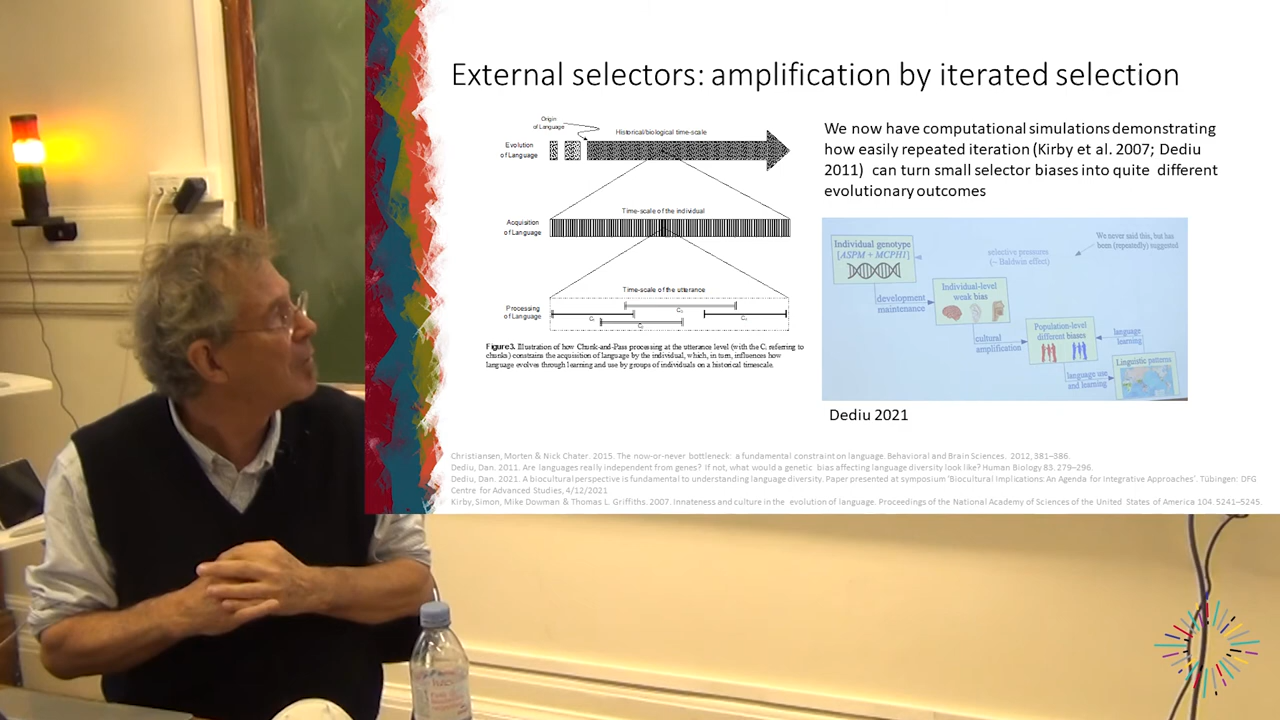 External selectors: amplification by iterated selection
Origin
of Language
Historical/biological time-scale
Evolution
of Language
Time-scale of the individual
Acquisition
of Language
Time-scale of the utterance
Processing
of Language
Figure 3. Illustration of how Chunk-and-Pass processing at the utterance level (with the C. referring to
chunks) constrains the acquisition of language by the individual, which, in turn, influences how
language evolves through learning and use by groups of individuals on a historical timescale.
We now have computational simulations demonstrating
how easily repeated iteration (Kirby et al. 2007; Dediu
2011) can turn small selector biases into quite different
evolutionary outcomes
Individual genotype
[ASPM + MCPH1]
selective pressures
(~ Baldwin effect)
We never said this, but has
been (repeatedly) suggested
development
maintenance
Individual-level
weak bias
cultural
amplification
Population-level
different biases
language
learning
language use
and learning
Linguistic patterns
Dediu 2021
Christiansen, Morten & Nick Chater. 2015. The now-or-never bottleneck: a fundamental constraint on language. Behavioral and Brain Sciences. 2012, 381–386.
Dediu, Dan. 2011. Are languages really independent from genes? If not, what would a genetic bias affecting language diversity look like? Human Biology 83. 279–296.
Dediu, Dan. 2021. A biocultural perspective is fundamental to understanding language diversity. Paper presented at symposium 'Biocultural Implications: An Agenda for Integrative Approaches'. Tübingen: DFG
Centre for Advanced Studies, 4/12/2021
Kirby, Simon, Mike Dowman & Thomas L. Griffiths. 2007. Innateness and culture in the evolution of language. Proceedings of the National Academy of Sciences of the United States of America 104. 5241–5245.